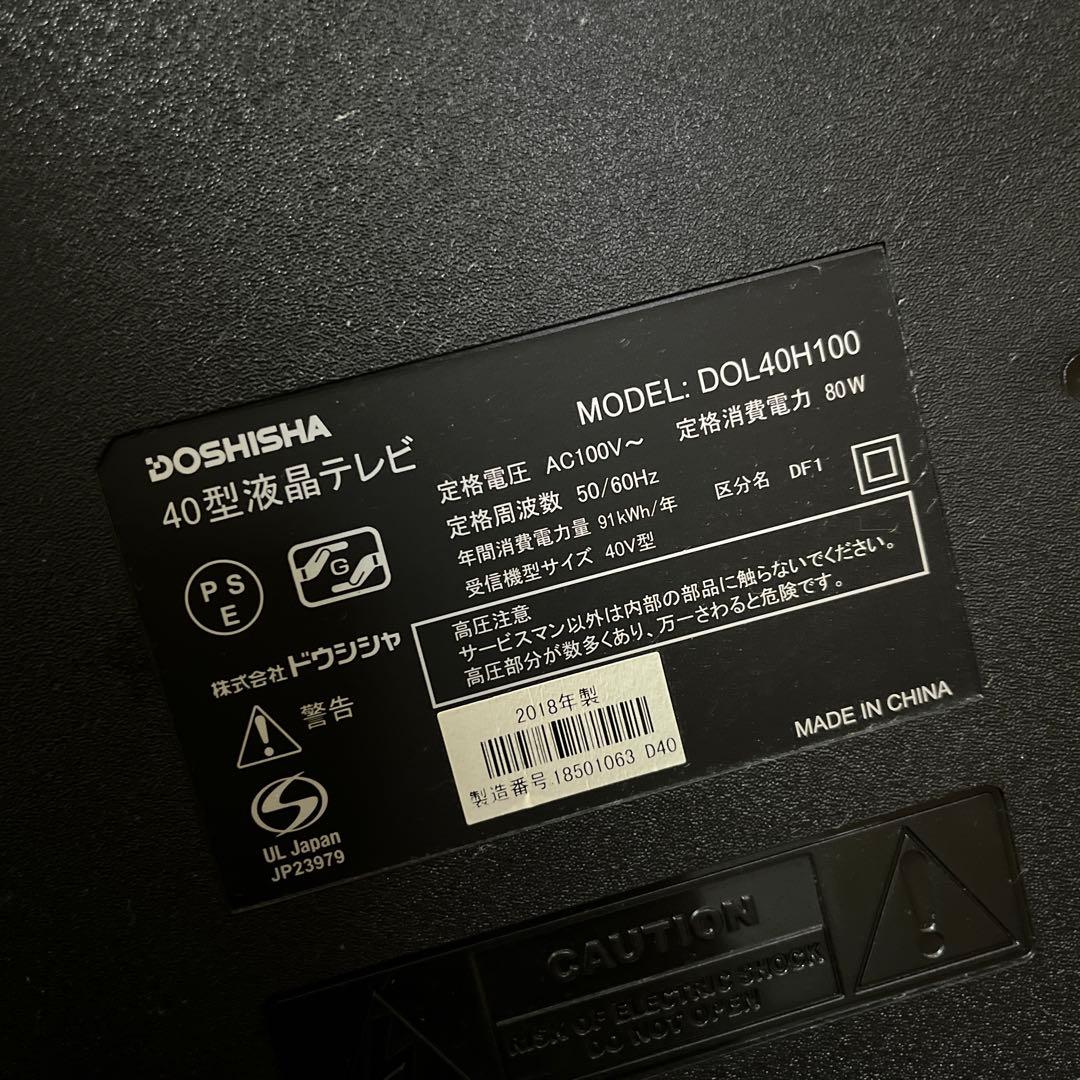 DOSHISHA
40型液晶テレビ
MODEL: DOL40H100
定格電圧 AC100V～ 定格消費電力 80W
定格周波数 50/60Hz
年間消費電力量 91kWh/年 区分名 DF1
受信機型サイズ 40V型
PSE
G
株式会社ドウシシャ
高圧注意
サービスマン以外は内部の部品に触らないでください。
高圧部分が数多くあり、万一さわると危険です。
警告
2018年製
製造番号 18501063 D40
MADE IN CHINA
UL Japan
JP23979
CAUTION
RISK OF ELECTRIC SHOCK
DO NOT OPEN